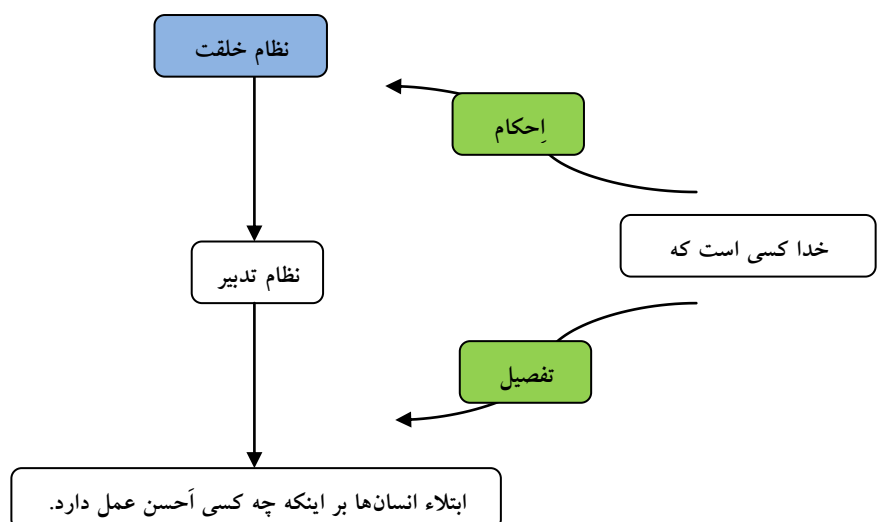 نظام خلقت
اِحکام
خدا کسی است که
نظام تدبیر
تفصیل
ابتلاء انسان‌ها بر اینکه چه کسی اَحسن عمل دارد.